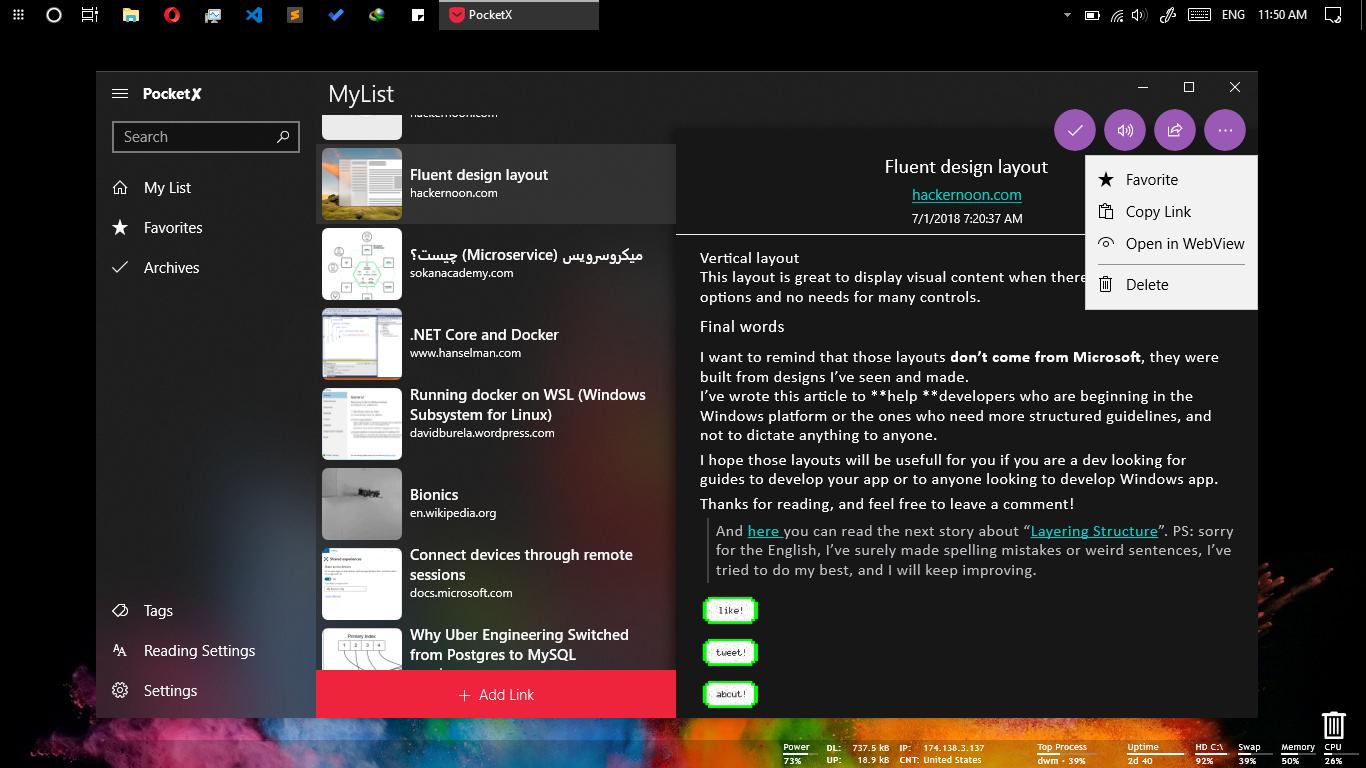 PocketX
ENG
11:50 AM
PocketX
MyList
Search
My List
Favorites
Archives
Tags
Reading Settings
Settings
hackernoon.com
Fluent design layout
hackernoon.com
میکروسرویس (Microservice) چیست؟
sokanacademy.com
.NET Core and Docker
www.hanselman.com
Running docker on WSL (Windows
Subsystem for Linux)
davidburela.wordpress
Bionics
en.wikipedia.org
Connect devices through remote
sessions
docs.microsoft.com
Primary Index
1 2 3 4
Why Uber Engineering Switched
from Postgres to MySQL
Add Link
Fluent design layout
hackernoon.com
7/1/2018 7:20:37 AM
Favorite
Copy Link
Open in WebView
Delete
Vertical layout
This layout is great to display visual content when there
options and no needs for many controls.
Final words
I want to remind that those layouts don't come from Microsoft, they were
built from designs I've seen and made.
I've wrote this article to **help **developers who are beginning in the
Windows platform or the ones who need more structured guidelines, and
not to dictate anything to anyone.
I hope those layouts will be usefull for you if you are a dev looking for
guides to develop your app or to anyone looking to develop Windows app.
Thanks for reading, and feel free to leave a comment!
And here you can read the next story about “Layering Structure”. PS: sorry
for the English, I've surely made spelling mistakes or weird sentences, I've
tried to do my best, and I will keep improving.
like!
tweet!
about!
Power DL: 737.5 kB IP: 174.138.3.137 Top Process Uptime HD C:\ Swap Memory CPU
73% UP: 18.9 kB CNT: United States dwm • 39% 2d 40 92% 39% 50% 26%